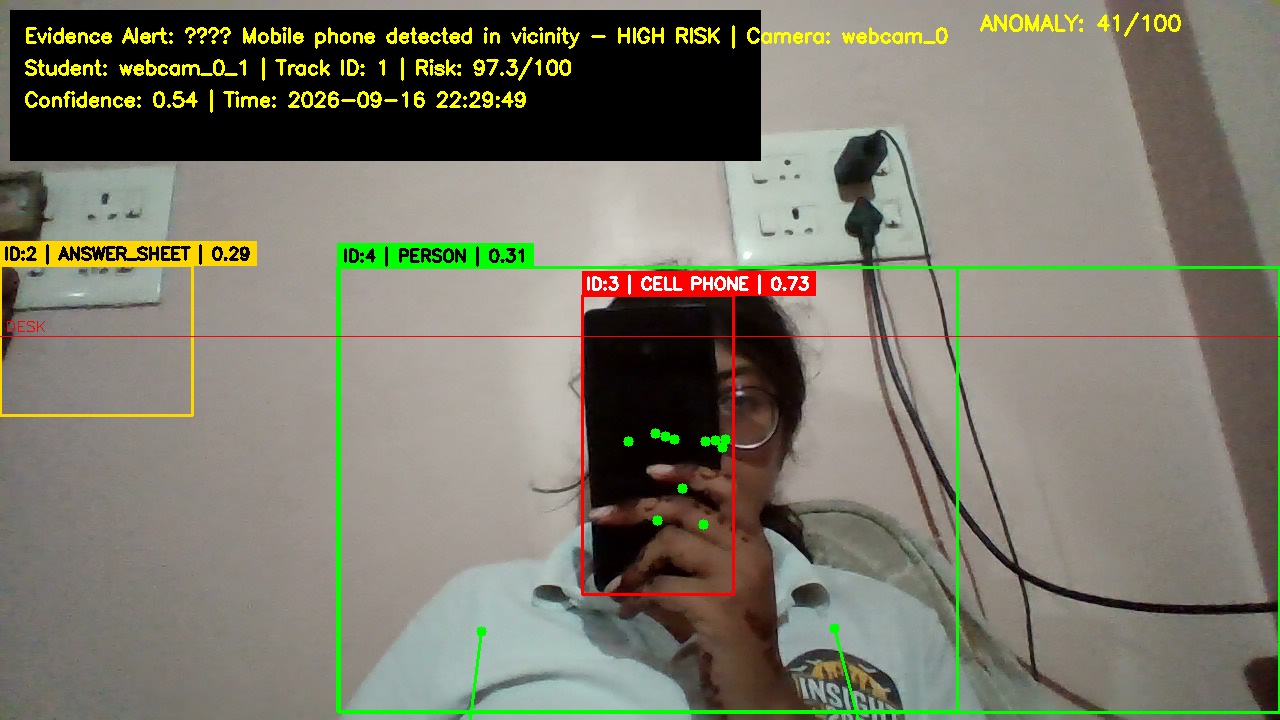 Evidence Alert: ???? Mobile phone detected in vicinity - HIGH RISK | Camera: webcam_0
ANOMALY: 41/100
Student: webcam_0_1 | Track ID: 1 | Risk: 97.3/100
Confidence: 0.54 | Time: 2026-09-16 22:29:49
ID:2 | ANSWER_SHEET | 0.29
ID:4 | PERSON | 0.31
ID:3 | CELL PHONE | 0.73
DESK
INSIGHT